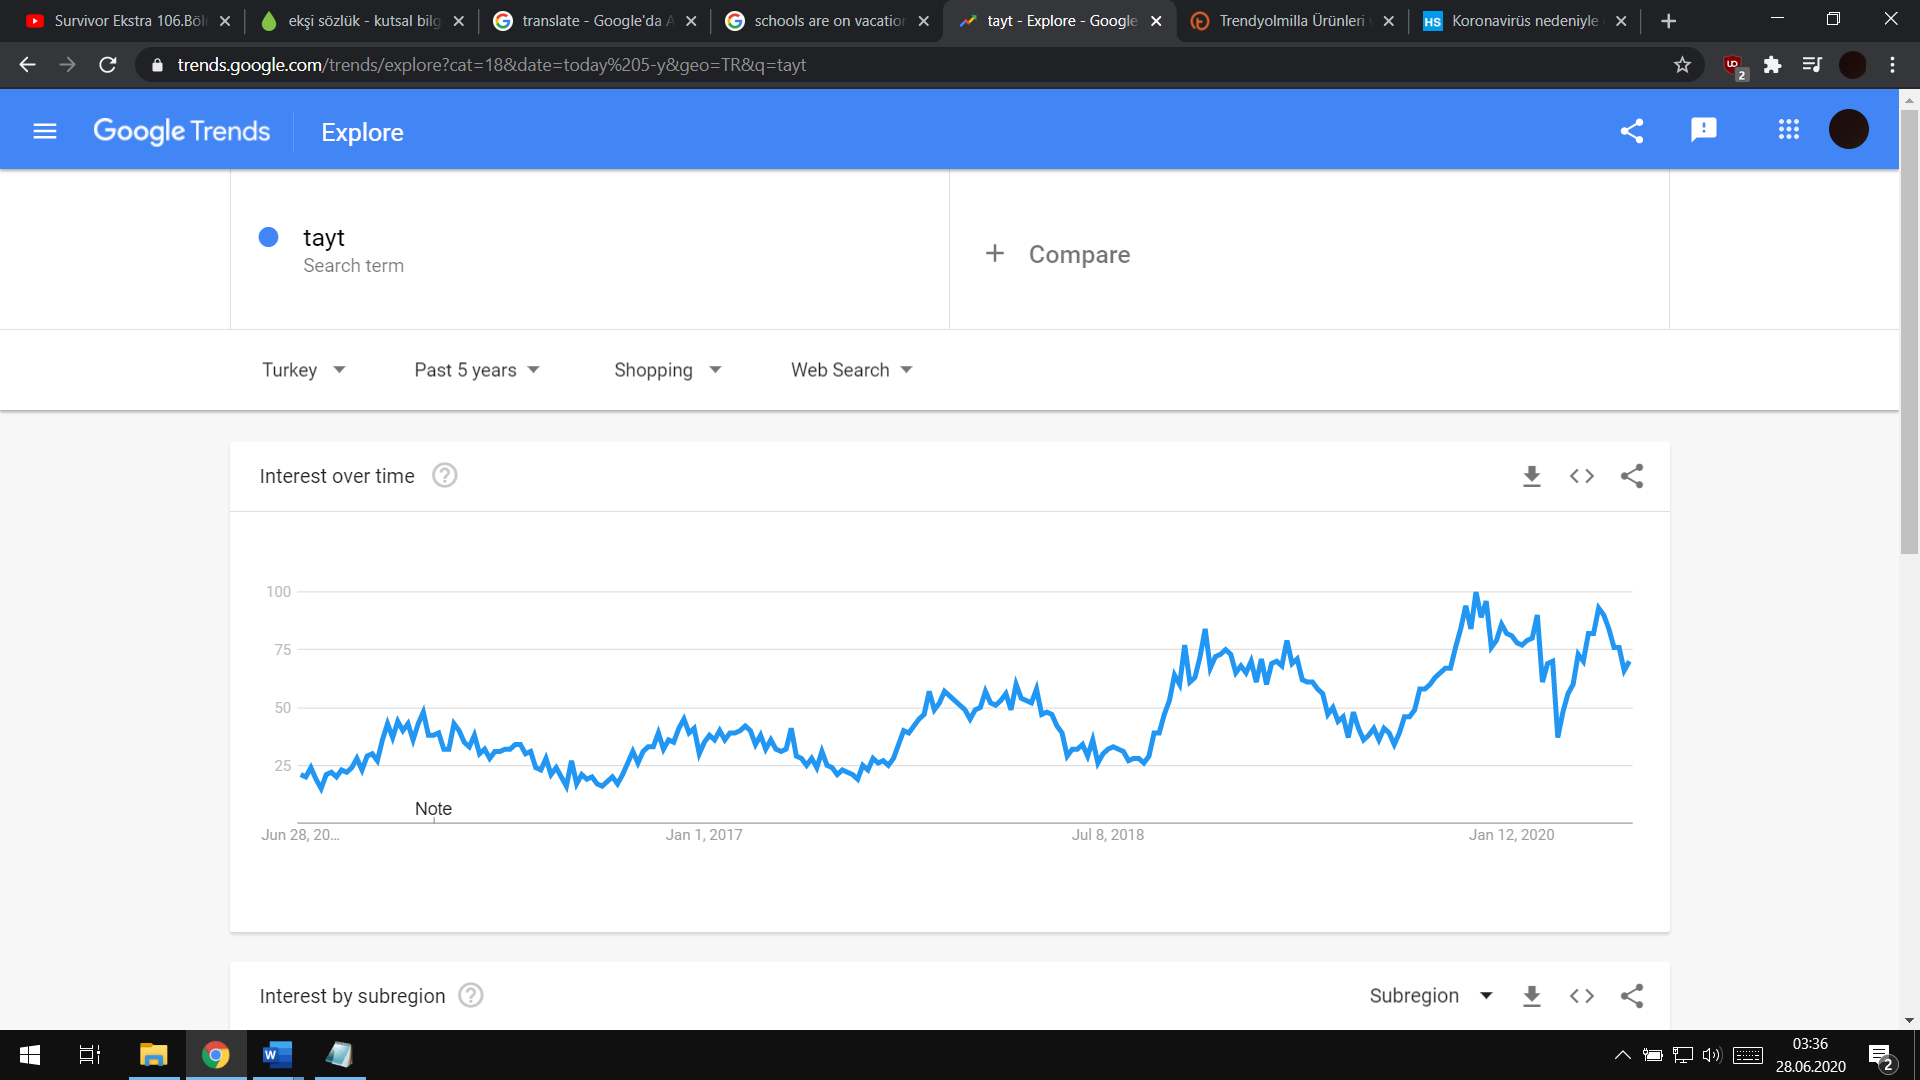 Survivor Ekstra 106.Böl
ekşi sözlük - kutsal bilg
translate - Google'da A
schools are on vacation
tayt - Explore - Google
Trendyolmilla Ürünleri
Koronavirüs nedeniyle
trends.google.com/trends/explore?cat=18&date=today%205-y&geo=TR&q=tayt
2
Google Trends
Explore
tayt
Search term
+ Compare
Turkey
Past 5 years
Shopping
Web Search
Interest over time
100
75
50
25
Note
Jun 28, 20...
Jan 1, 2017
Jul 8, 2018
Jan 12, 2020
Interest by subregion
Subregion
03:36
28.06.2020
2